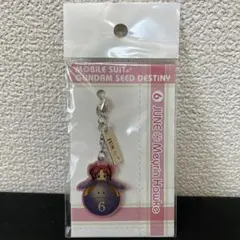 MOBILE SUIT
GUNDAM SEED DESTINY
6 JUNE Meyrin Hawke
6